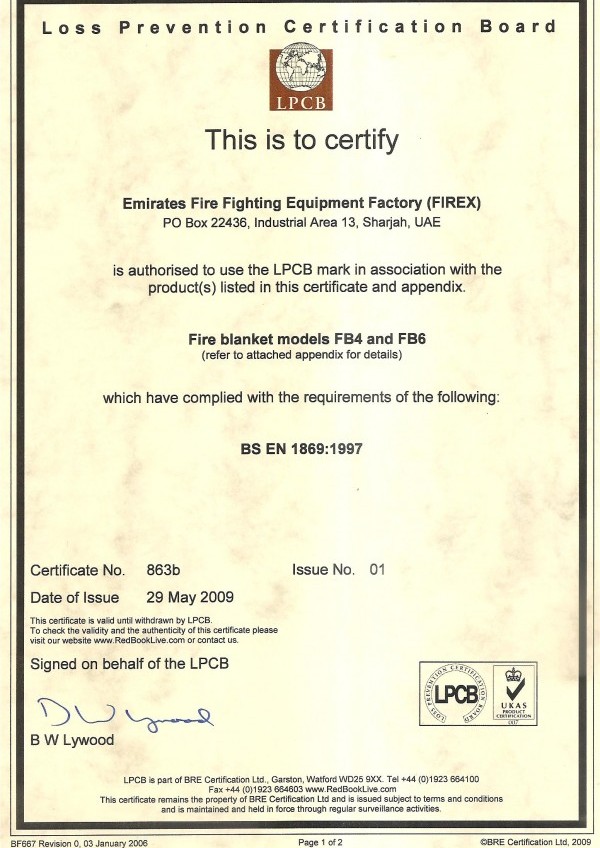 Loss Prevention Certification Board
LPCB
This is to certify
Emirates Fire Fighting Equipment Factory (FIREX)
PO Box 22436, Industrial Area 13, Sharjah, UAE
is authorised to use the LPCB mark in association with the
product(s) listed in this certificate and appendix.
Fire blanket models FB4 and FB6
(refer to attached appendix for details)
which have complied with the requirements of the following:
BS EN 1869:1997
Certificate No. 863b Issue No. 01
Date of Issue 29 May 2009
This certificate is valid until withdrawn by LPCB.
To check the validity and the authenticity of this certificate please
visit our website www.RedBookLive.com or contact us.
Signed on behalf of the LPCB
D W Lywood
B W Lywood
LOSS PREVENTION CERTIFICATION BOARD
LPCB
UKAS
PRODUCT
CERTIFICATION
007
LPCB is part of BRE Certification Ltd., Garston, Watford WD25 9XX. Tel +44 (0)1923 664100
Fax +44 (0)1923 664603 www.RedBookLive.com
This certificate remains the property of BRE Certification Ltd and is issued subject to terms and conditions
and is maintained and held in force through regular surveillance activities.
BF667 Revision 0, 03 January 2006 Page 1 of 2 ©BRE Certification Ltd, 2009